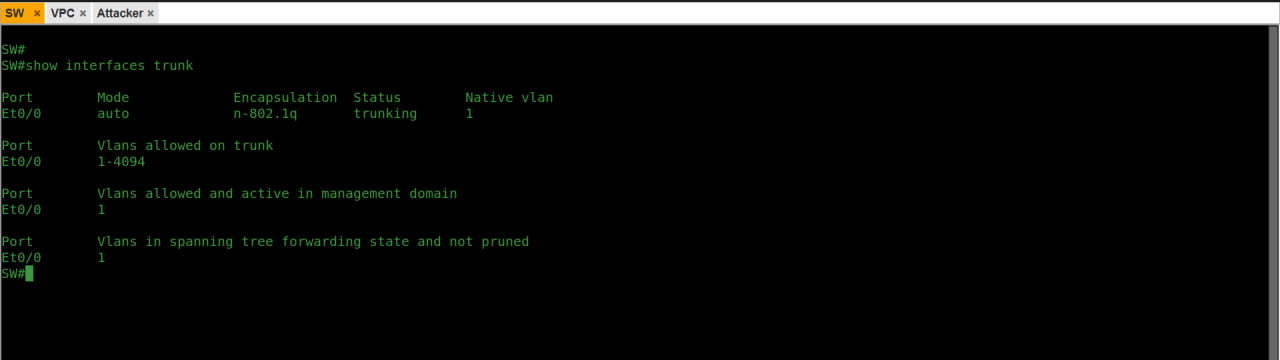 SW × VPC × Attacker ×
SW#
SW#show interfaces trunk
Port        Mode             Encapsulation  Status        Native vlan
Et0/0       auto             n-802.1q       trunking      1
Port        Vlans allowed on trunk
Et0/0       1-4094
Port        Vlans allowed and active in management domain
Et0/0       1
Port        Vlans in spanning tree forwarding state and not pruned
Et0/0       1
SW#